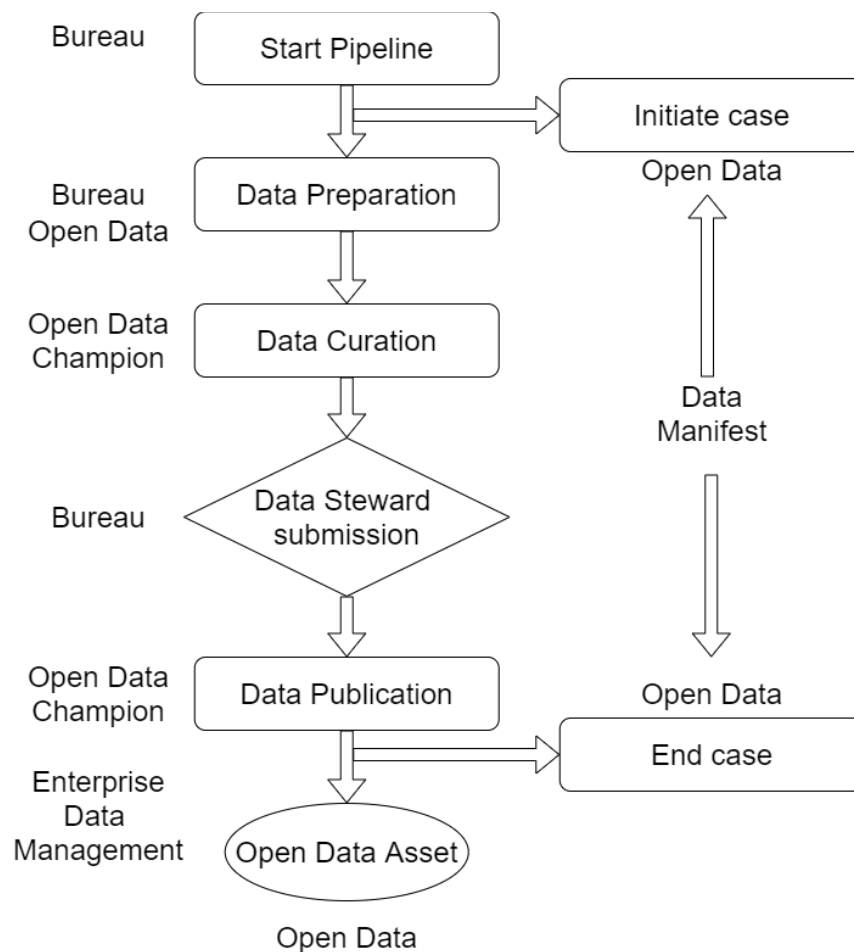 Bureau
Start Pipeline
Initiate case
Open Data
Bureau
Open Data
Data Preparation
Open Data
Champion
Data Curation
Data
Manifest
Bureau
Data Steward
submission
Open Data
Champion
Data Publication
Open Data
End case
Enterprise
Data
Management
Open Data Asset
Open Data